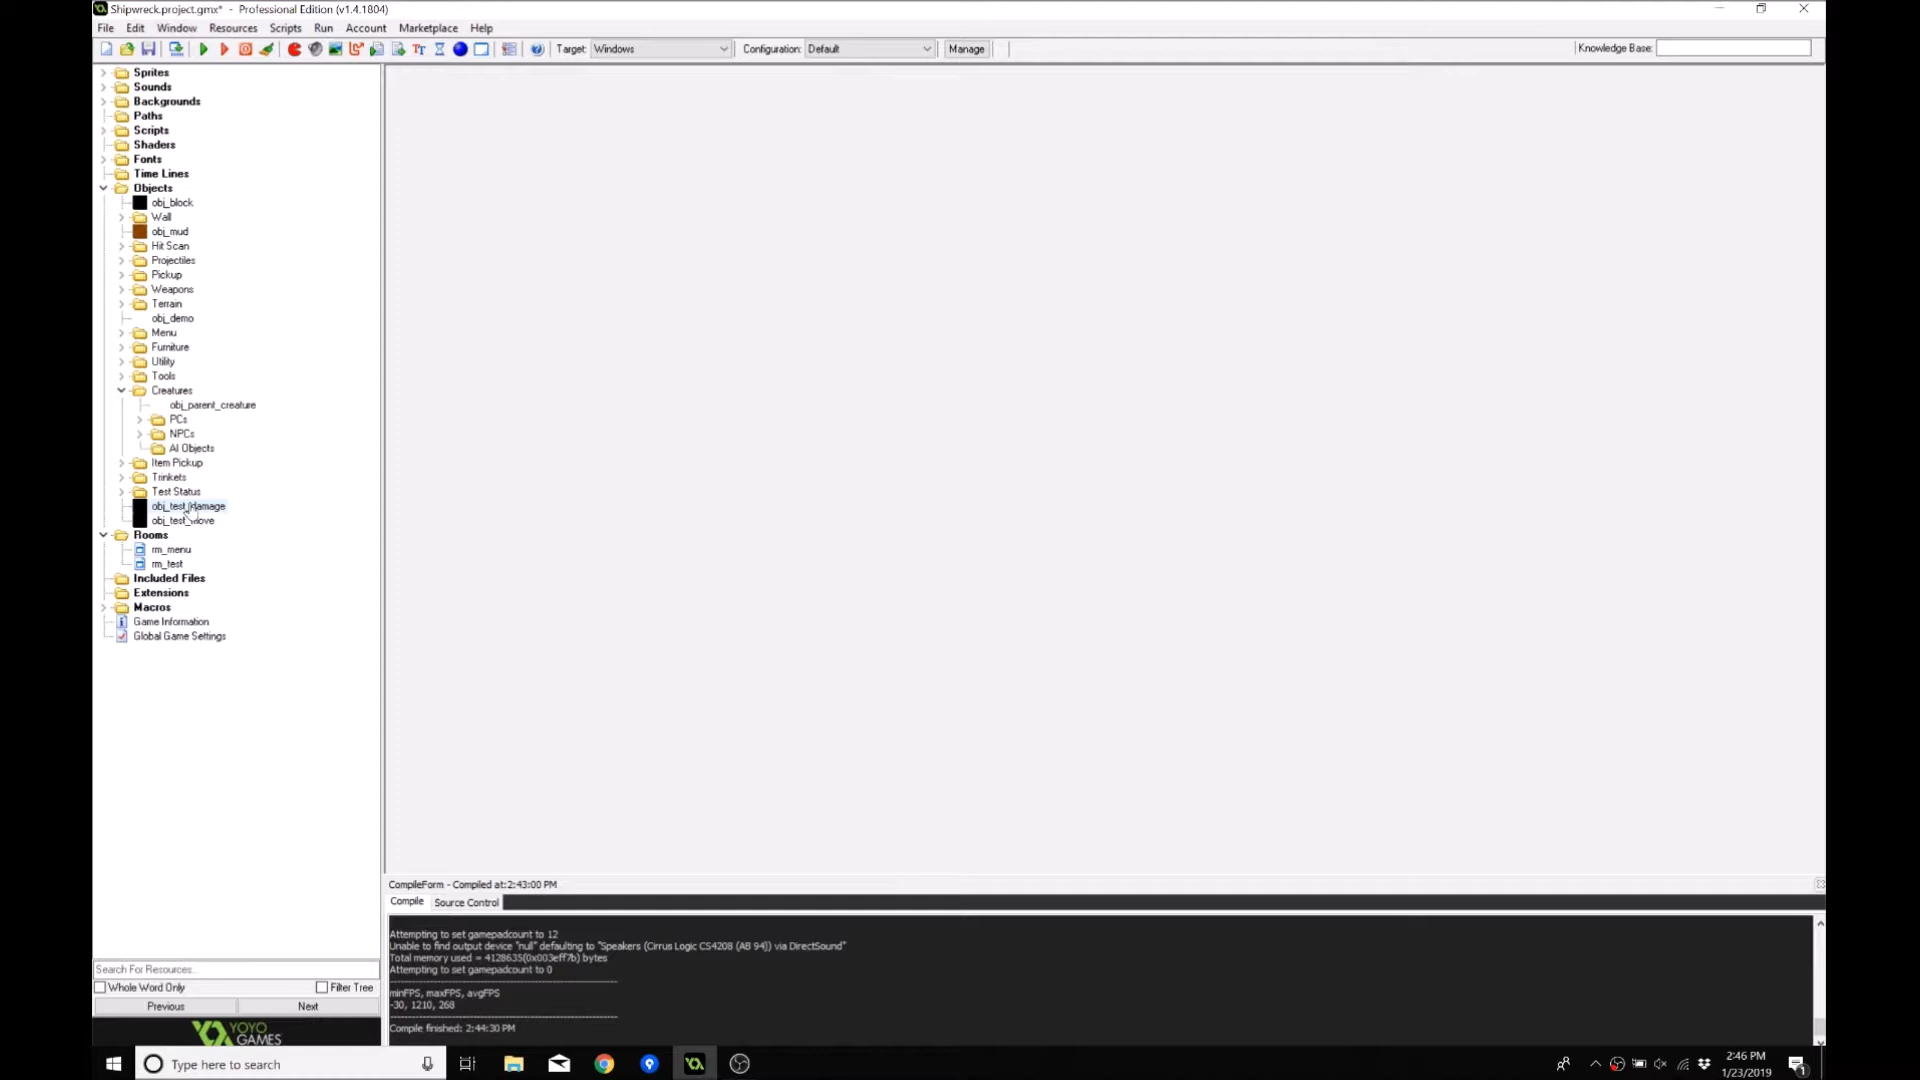 Shipwreck.project.gmx* - Professional Edition (v1.4.1804)
File Edit Window Resources Scripts Run Account Marketplace Help
Target: Windows Configuration: Default Manage Knowledge Base:
Sprites
Sounds
Backgrounds
Paths
Scripts
Shaders
Fonts
Time Lines
Objects
obj_block
Wall
obj_mud
Hit Scan
Projectiles
Pickup
Weapons
Terrain
obj_demo
Menu
Furniture
Utility
Tools
Creatures
obj_parent_creature
PCs
NPCs
AI Objects
Item Pickup
Trinkets
Test Status
obj_test_damage
obj_test_move
Rooms
rm_menu
rm_test
Included Files
Extensions
Macros
Game Information
Global Game Settings
CompileForm - Compiled at:2:43:00 PM
Compile Source Control
Attempting to set gamepadcount to 12
Unable to find output device "null" defaulting to "Speakers (Cirrus Logic CS4208 (AB 94)) via DirectSound"
Total memory used = 4128635(0x003eff7b) bytes
Attempting to set gamepadcount to 0
minFPS, maxFPS, avgFPS
-30, 1210, 268
Compile finished: 2:44:30 PM
Search For Resources...
Whole Word Only Filter Tree
Previous Next
YOYO
GAMES
Type here to search
2:46 PM
1/23/2019
1